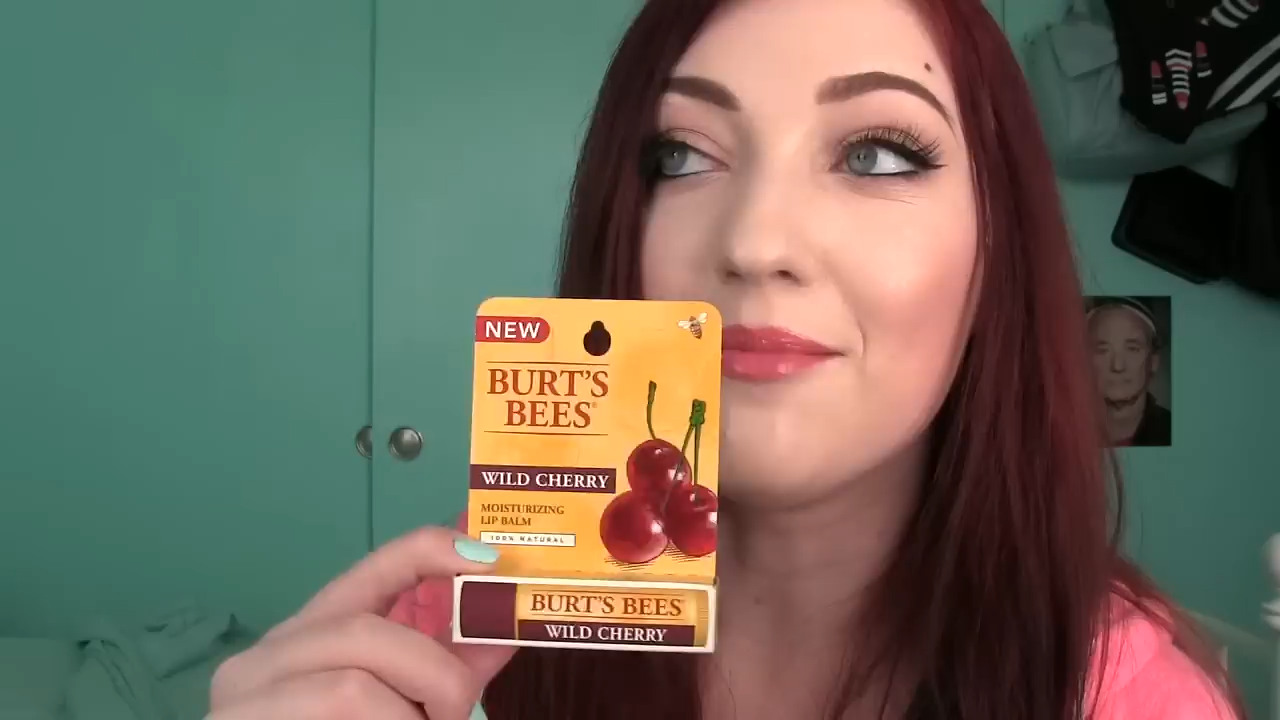 NEW
BURT'S
BEES®
WILD CHERRY
MOISTURIZING
LIP BALM
100% NATURAL
BURT'S BEES
WILD CHERRY